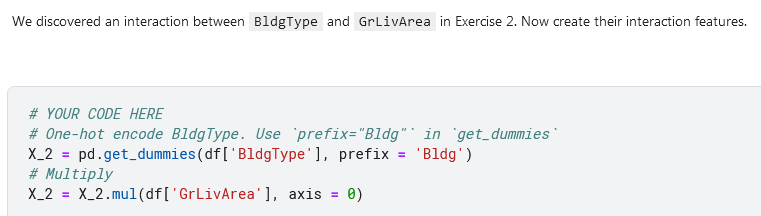 We discovered an interaction between BldgType and GrLivArea in Exercise 2. Now create their interaction features.
# YOUR CODE HERE
# One-hot encode BldgType. Use `prefix="Bldg"` in `get_dummies`
X_2 = pd.get_dummies(df['BldgType'], prefix = 'Bldg')
# Multiply
X_2 = X_2.mul(df['GrLivArea'], axis = 0)